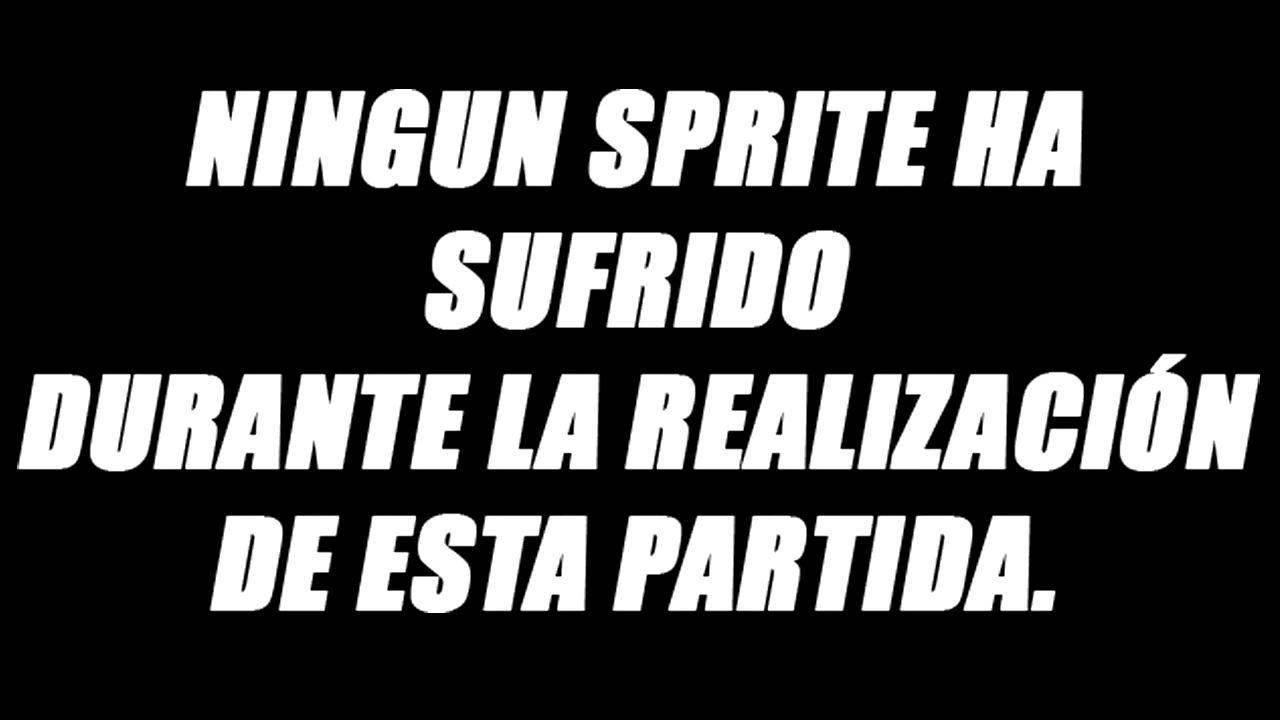 NINGUN SPRITE HA
SUFRIDO
DURANTE LA REALIZACIÓN
DE ESTA PARTIDA.